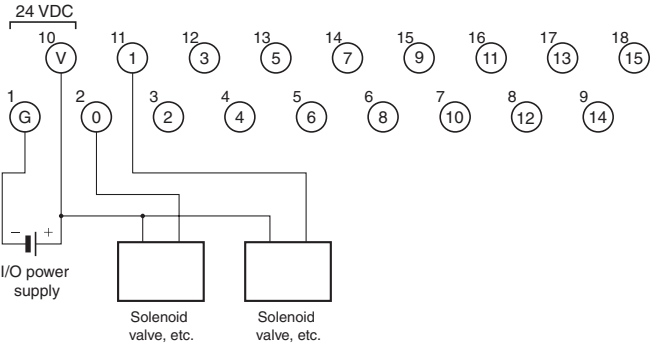 24 VDC
10 11 12 13 14 15 16 17 18
V 1 3 5 7 9 11 13 15
1 2 3 4 5 6 7 8 9
G 0 2 4 6 8 10 12 14
− +
I/O power
supply
Solenoid
valve, etc.
Solenoid
valve, etc.